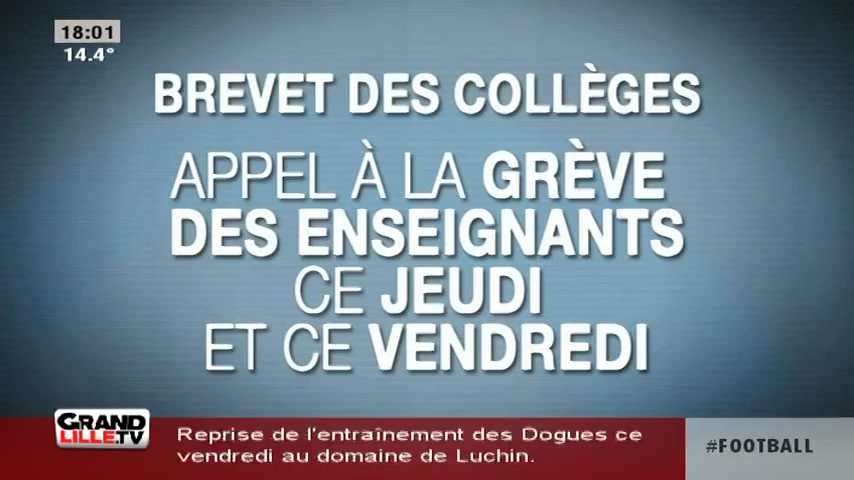 18:01
14.4°
BREVET DES COLLÈGES
APPEL À LA GRÈVE
DES ENSEIGNANTS
CE JEUDI
ET CE VENDREDI
GRAND
LILLE.TV
Reprise de l'entraînement des Dogues ce
vendredi au domaine de Luchin.
#FOOTBALL